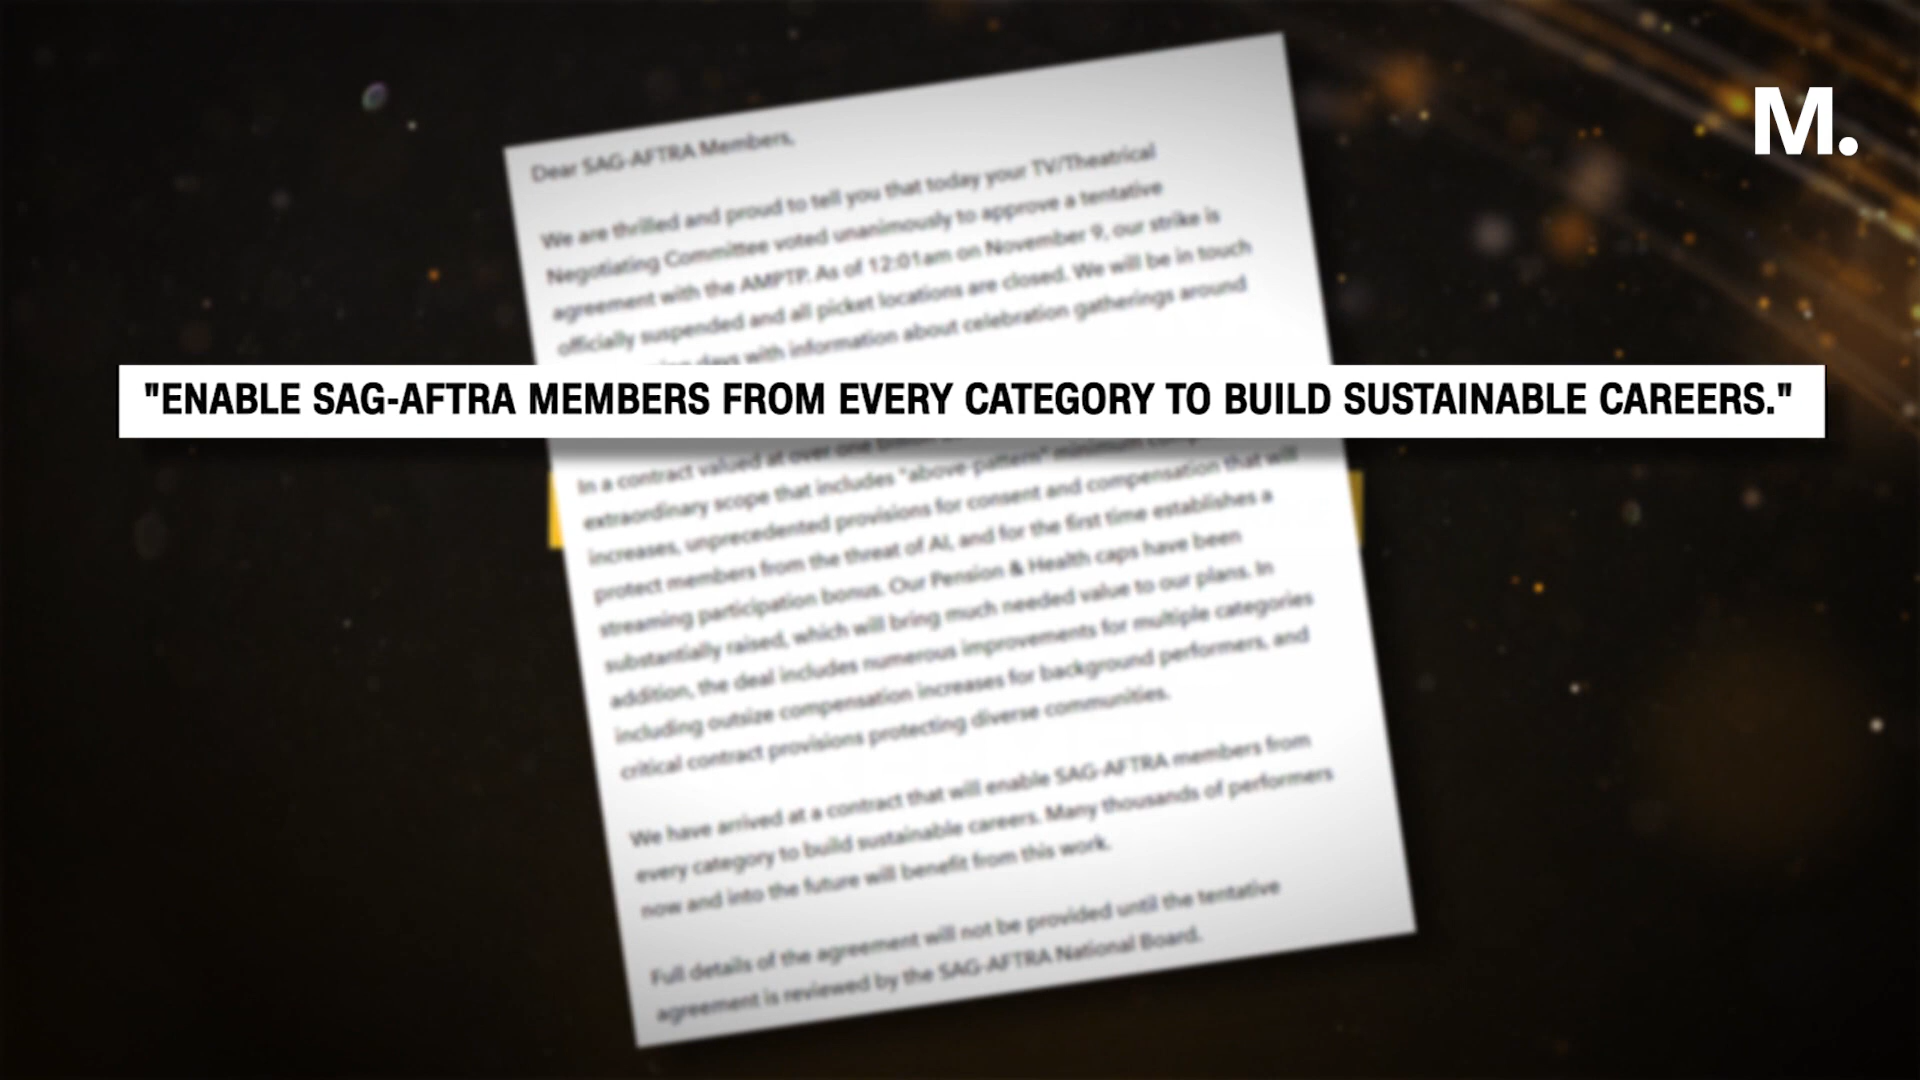 M.
Dear SAG-AFTRA Members,
We are thrilled and proud to tell you that today your TV/Theatrical
Negotiating Committee voted unanimously to approve a tentative
agreement with the AMPTP. As of 12:01am on November 9, our strike is
officially suspended and all picket locations are closed. We will be in touch
days with information about celebration gatherings around
"ENABLE SAG-AFTRA MEMBERS FROM EVERY CATEGORY TO BUILD SUSTAINABLE CAREERS."
In a contract valued at over one billion
extraordinary scope that includes "above-pattern" minimum
increases, unprecedented provisions for consent and compensation that will
protect members from the threat of AI, and for the first time establishes a
streaming participation bonus. Our Pension & Health caps have been
substantially raised, which will bring much needed value to our plans. In
addition, the deal includes numerous improvements for multiple categories
including outsize compensation increases for background performers, and
critical contract provisions protecting diverse communities.
We have arrived at a contract that will enable SAG-AFTRA members from
every category to build sustainable careers. Many thousands of performers
now and into the future will benefit from this work.
Full details of the agreement will not be provided until the tentative
agreement is reviewed by the SAG-AFTRA National Board.